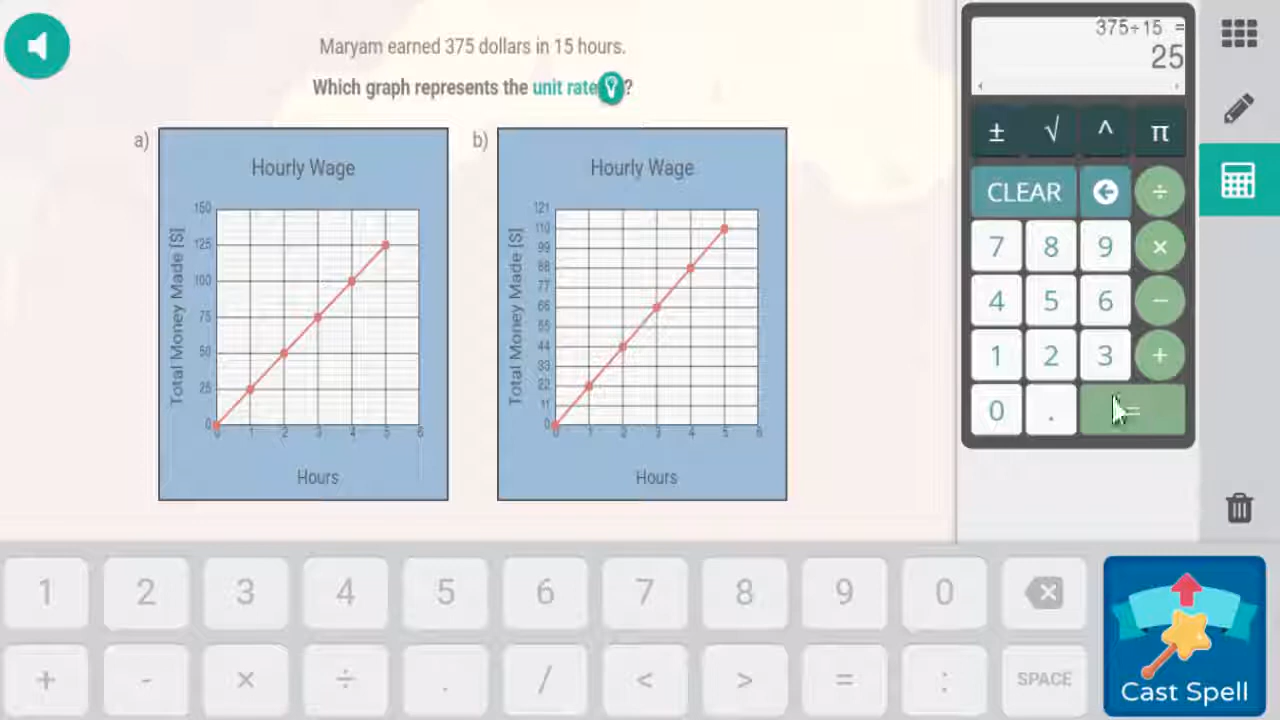 Maryam earned 375 dollars in 15 hours.
Which graph represents the unit rate ?
a)
Hourly Wage
Total Money Made [$]
150
125
100
75
50
25
0
0 1 2 3 4 5 6
Hours
b)
Hourly Wage
Total Money Made [$]
121
110
99
88
77
66
55
44
33
22
11
0
0 1 2 3 4 5 6
Hours
375÷15 =
25
± √ ^ π
CLEAR ÷
7 8 9 ×
4 5 6 −
1 2 3 +
0 . =
1 2 3 4 5 6 7 8 9 0
+ - × ÷ . / < > = : SPACE
Cast Spell